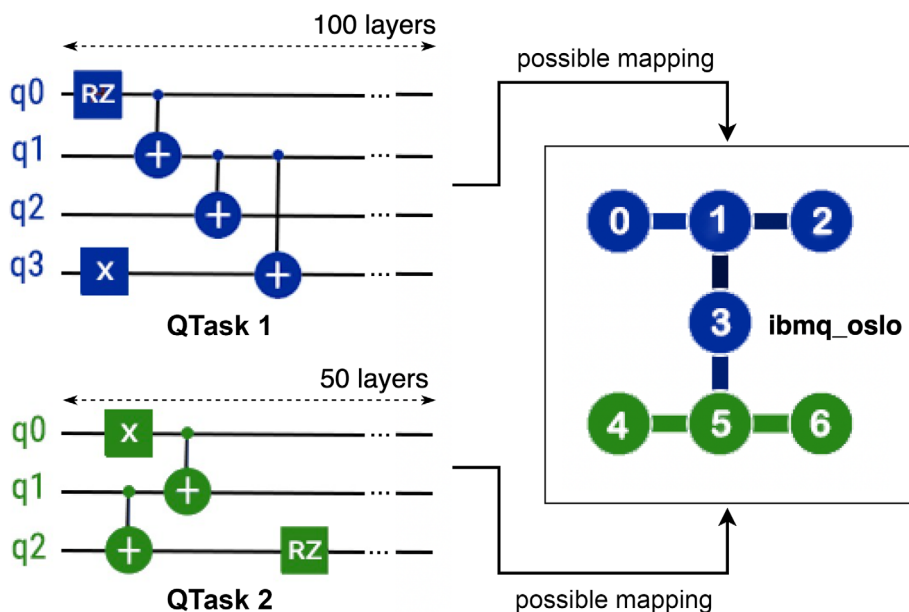 100 layers
q0 RZ ...
q1 ...
q2 ...
q3 X ...
QTask 1
50 layers
q0 X ...
q1 ...
q2 RZ ...
QTask 2
possible mapping
0 1 2
3 ibmq_oslo
4 5 6
possible mapping